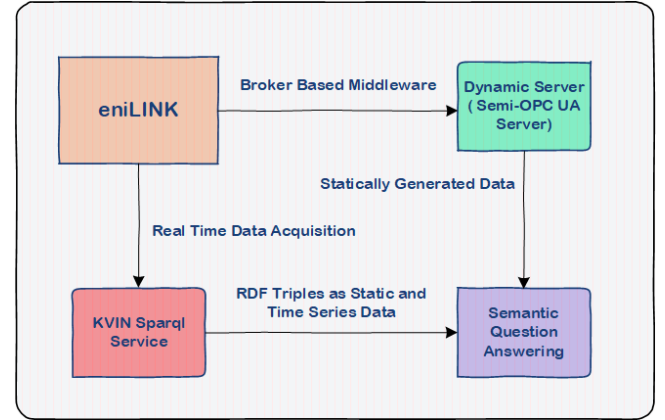 eniLINK
Broker Based Middleware
Dynamic Server
( Semi-OPC UA
Server)
Statically Generated Data
Real Time Data Acquisition
KVIN Sparql
Service
RDF Triples as Static and
Time Series Data
Semantic
Question
Answering